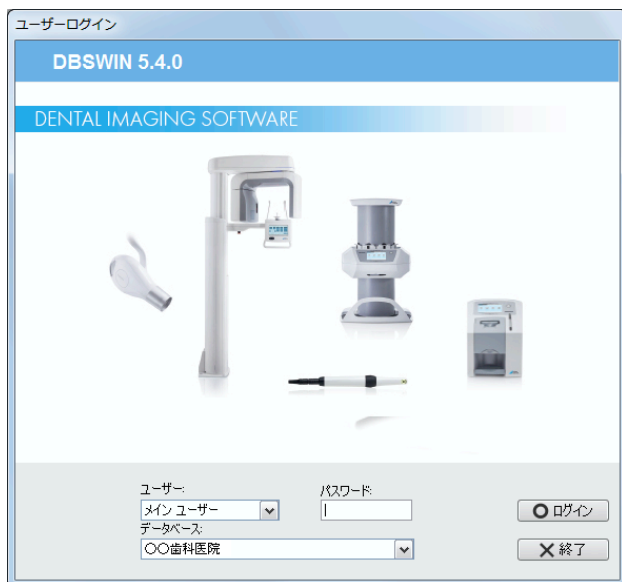 ユーザーログイン
DBSWIN 5.4.0
DENTAL IMAGING SOFTWARE
ユーザー:
パスワード:
メイン ユーザー
データベース:
〇〇歯科医院
ログイン
終了